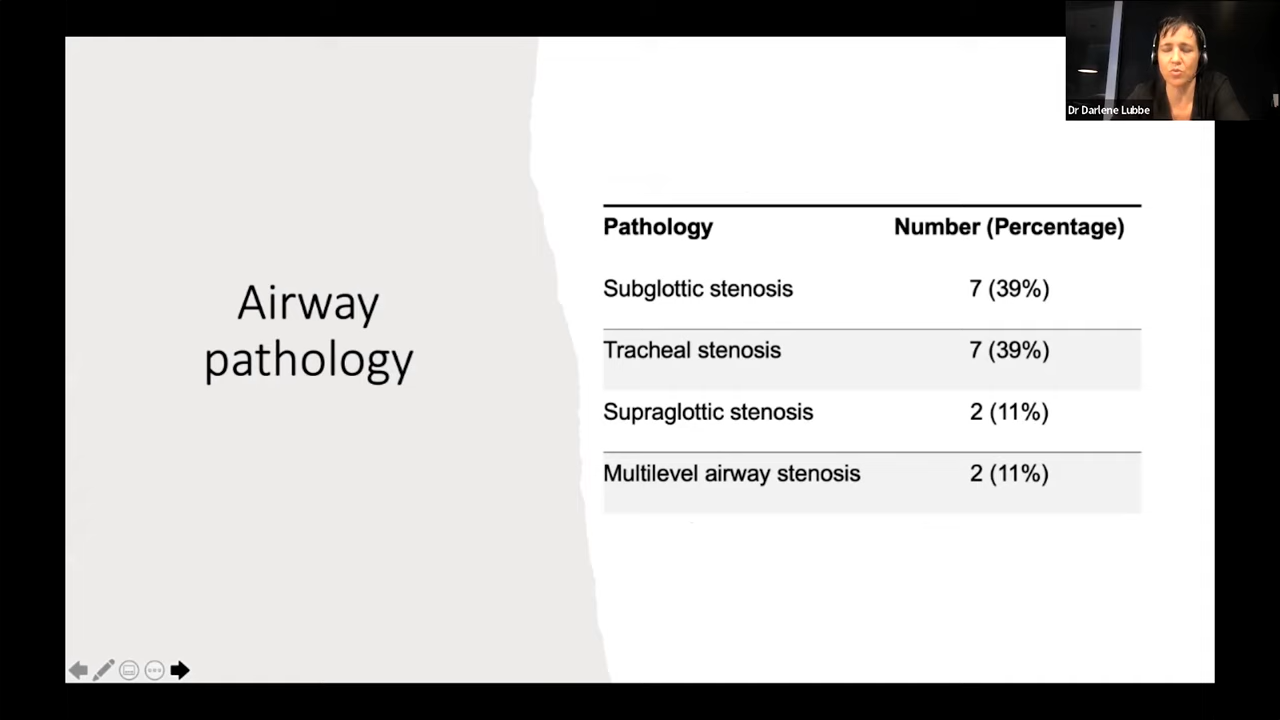 Dr Darlene Lubbe
Airway
pathology
Pathology Number (Percentage)
Subglottic stenosis 7 (39%)
Tracheal stenosis 7 (39%)
Supraglottic stenosis 2 (11%)
Multilevel airway stenosis 2 (11%)